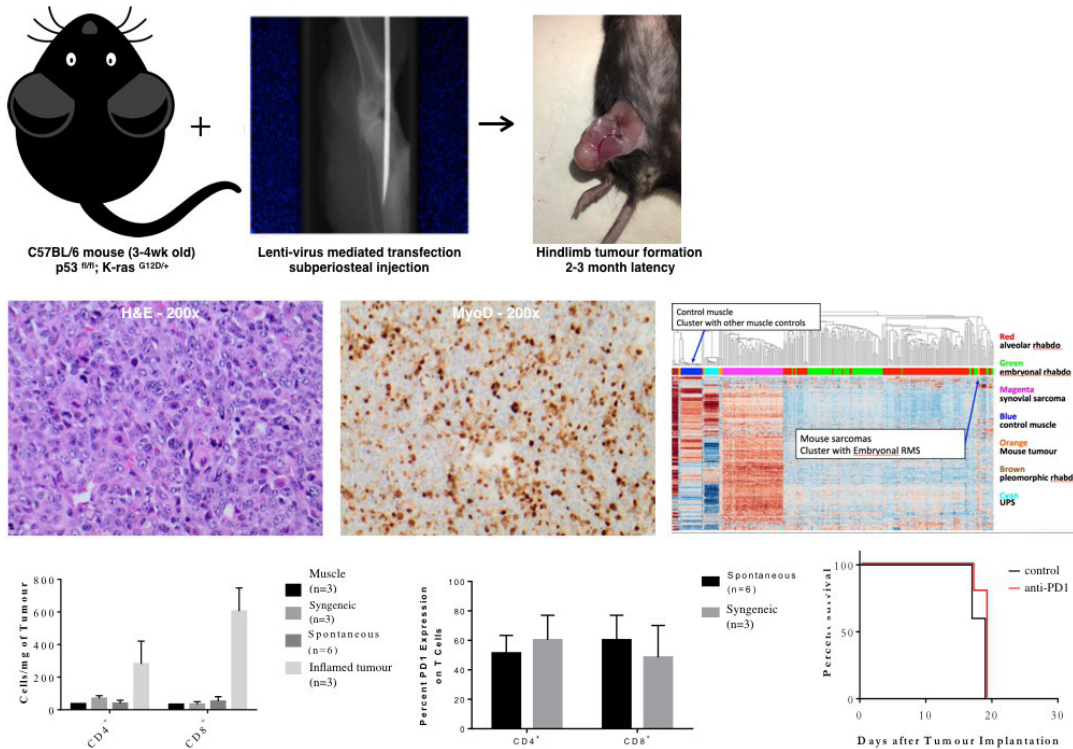 +
C57BL/6 mouse (3-4wk old)
p53 fl/fl; K-ras G12D/+
Lenti-virus mediated transfection
subperiosteal injection
Hindlimb tumour formation
2-3 month latency
H&E - 200x
MyoD - 200x
Control muscle
Cluster with other muscle controls
Mouse sarcomas
Cluster with Embryonal RMS
Red
alveolar rhabdo
Green
embryonal rhabdo
Magenta
synovial sarcoma
Blue
control muscle
Orange
Mouse tumour
Brown
pleomorphic rhabd
Cyan
UPS
Cells/mg of Tumour
800
600
400
200
0
CD4+
CD8+
Muscle
(n=3)
Syngeneic
(n=3)
Spontaneous
(n=6)
Inflamed tumour
(n=3)
Percent PD1 Expression
on T Cells
100
80
60
40
20
0
CD4+
CD8+
Spontaneous
(n=6)
Syngeneic
(n=3)
Percent survival
100
50
0
0
10
20
30
Days after Tumour Implantation
control
anti-PD1